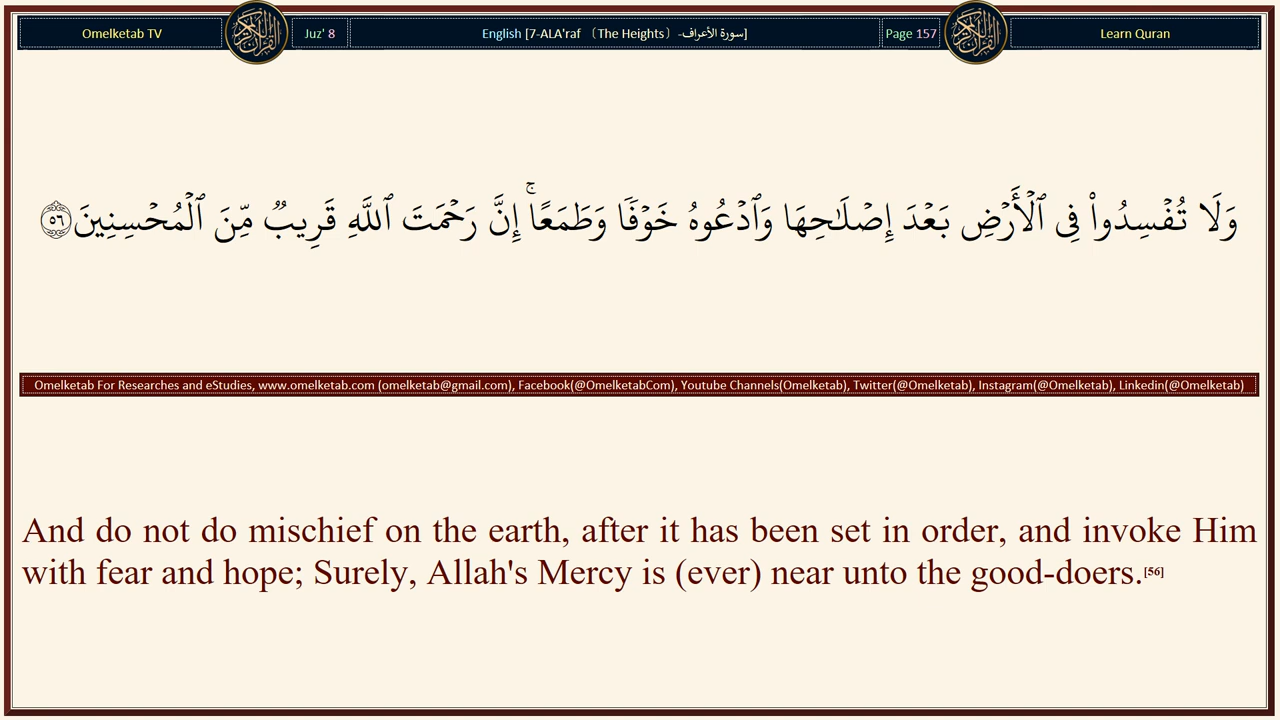 Omelketab TV
Juz' 8
English [7-ALA'raf （The Heights） -سورة الأعراف]
Page 157
Learn Quran
وَلَا تُفْسِدُوا۟ فِى ٱلْأَرْضِ بَعْدَ إِصْلَـٰحِهَا وَٱدْعُوهُ خَوْفًا وَطَمَعًا ۚ إِنَّ رَحْمَتَ ٱللَّهِ قَرِيبٌ مِّنَ ٱلْمُحْسِنِينَ ٥٦
Omelketab For Researches and eStudies, www.omelketab.com (omelketab@gmail.com), Facebook(@OmelketabCom), Youtube Channels(Omelketab), Twitter(@Omelketab), Instagram(@Omelketab), Linkedin(@Omelketab)
And do not do mischief on the earth, after it has been set in order, and invoke Him
with fear and hope; Surely, Allah's Mercy is (ever) near unto the good-doers.[56]